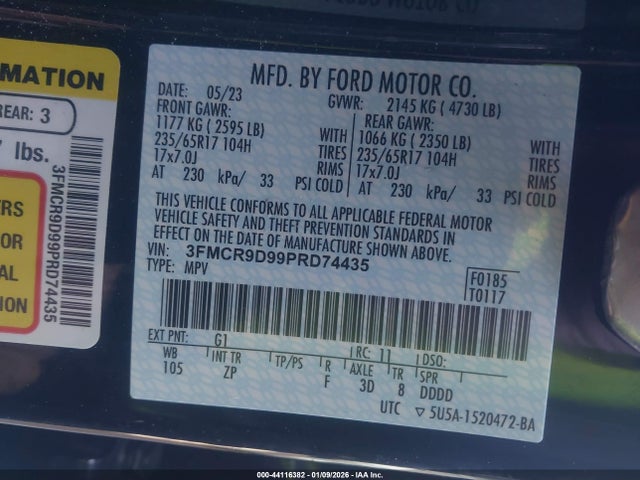 RMATION
REAR: 3
lbs.
RS
OR
AL
ION
3FMCR9D99PRD74435
MFD. BY FORD MOTOR CO.
DATE: 05/23 GVWR: 2145 KG ( 4730 LB)
FRONT GAWR: REAR GAWR:
1177 KG ( 2595 LB) WITH 1066 KG ( 2350 LB) WITH
235/65R17 104H TIRES 235/65R17 104H TIRES
17x7.0J RIMS 17x7.0J RIMS
AT 230 kPa/ 33 PSI COLD AT 230 kPa/ 33 PSI COLD
THIS VEHICLE CONFORMS TO ALL APPLICABLE FEDERAL MOTOR
VEHICLE SAFETY AND THEFT PREVENTION STANDARDS IN
EFFECT ON THE DATE OF MANUFACTURE SHOWN ABOVE.
VIN: 3FMCR9D99PRD74435
TYPE: MPV
F0185
T0117
EXT PNT: G1 RC: 11 DSO:
WB INT TR TP/PS R AXLE TR SPR
105 ZP F 3D 8 DDDD
UTC ▽ 5U5A-1520472-BA
000-44116382 - 01/09/2026 - IAA Inc.